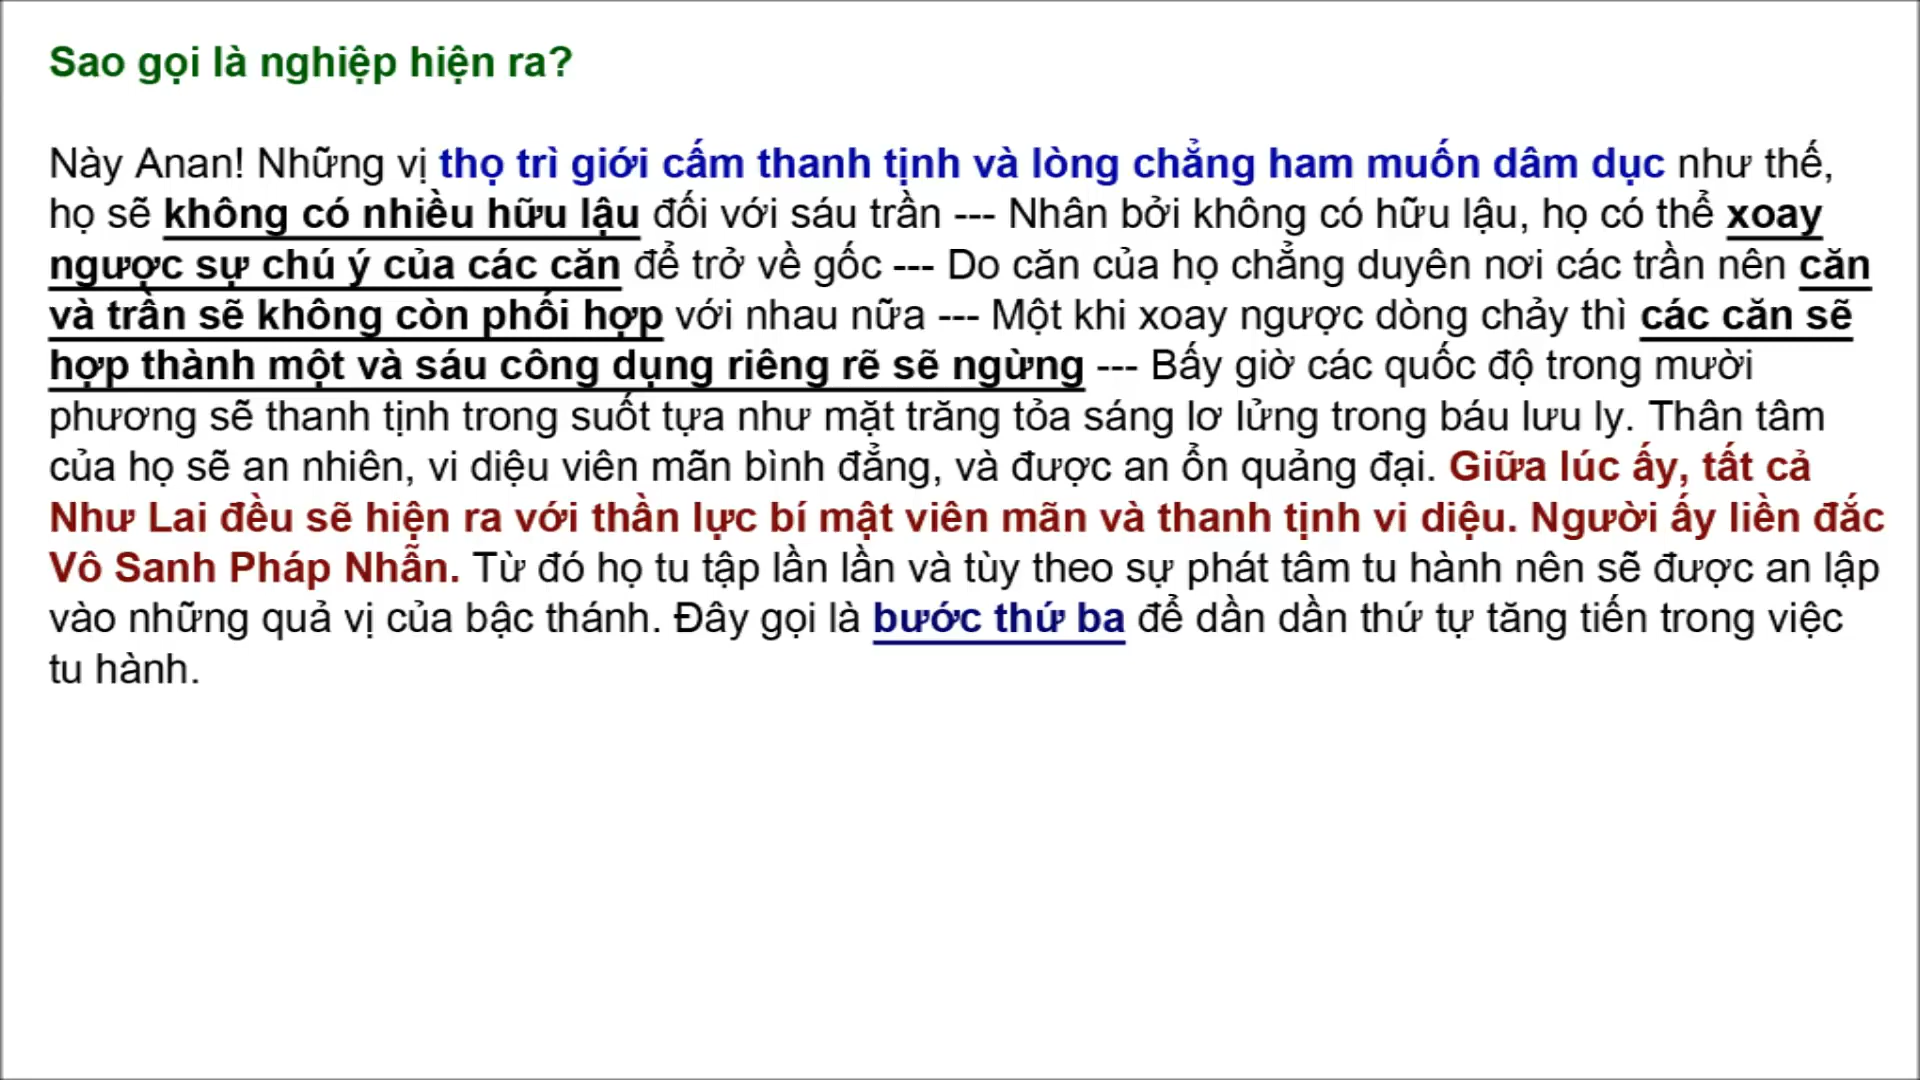 Sao gọi là nghiệp hiện ra?
Này Anan! Những vị thọ trì giới cấm thanh tịnh và lòng chẳng ham muốn dâm dục như thế,
họ sẽ không có nhiều hữu lậu đối với sáu trần --- Nhân bởi không có hữu lậu, họ có thể xoay
ngược sự chú ý của các căn để trở về gốc --- Do căn của họ chẳng duyên nơi các trần nên căn
và trần sẽ không còn phối hợp với nhau nữa --- Một khi xoay ngược dòng chảy thì các căn sẽ
hợp thành một và sáu công dụng riêng rẽ sẽ ngừng --- Bấy giờ các quốc độ trong mười
phương sẽ thanh tịnh trong suốt tựa như mặt trăng tỏa sáng lơ lửng trong báu lưu ly. Thân tâm
của họ sẽ an nhiên, vi diệu viên mãn bình đẳng, và được an ổn quảng đại. Giữa lúc ấy, tất cả
Như Lai đều sẽ hiện ra với thần lực bí mật viên mãn và thanh tịnh vi diệu. Người ấy liền đắc
Vô Sanh Pháp Nhẫn. Từ đó họ tu tập lần lần và tùy theo sự phát tâm tu hành nên sẽ được an lập
vào những quả vị của bậc thánh. Đây gọi là bước thứ ba để dần dần thứ tự tăng tiến trong việc
tu hành.